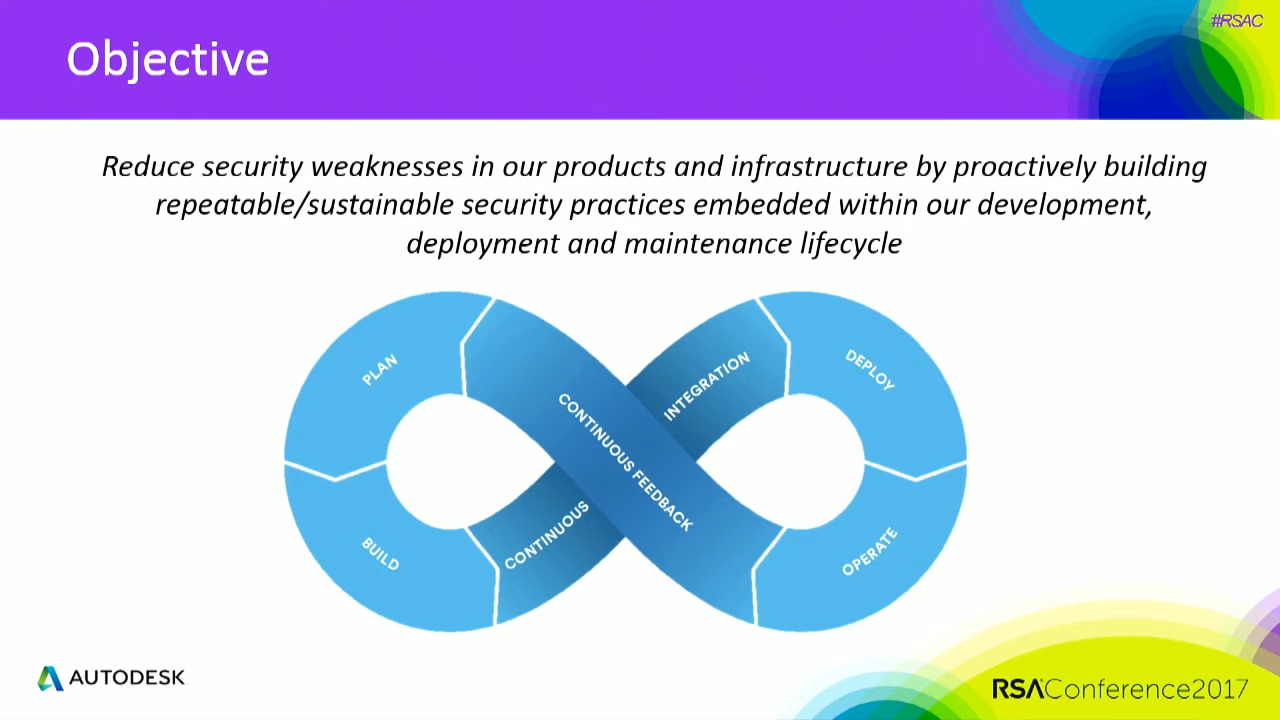 #RSAC
Objective
Reduce security weaknesses in our products and infrastructure by proactively building
repeatable/sustainable security practices embedded within our development,
deployment and maintenance lifecycle
PLAN
BUILD
CONTINUOUS
INTEGRATION
CONTINUOUS FEEDBACK
DEPLOY
OPERATE
AUTODESK
RSAConference2017